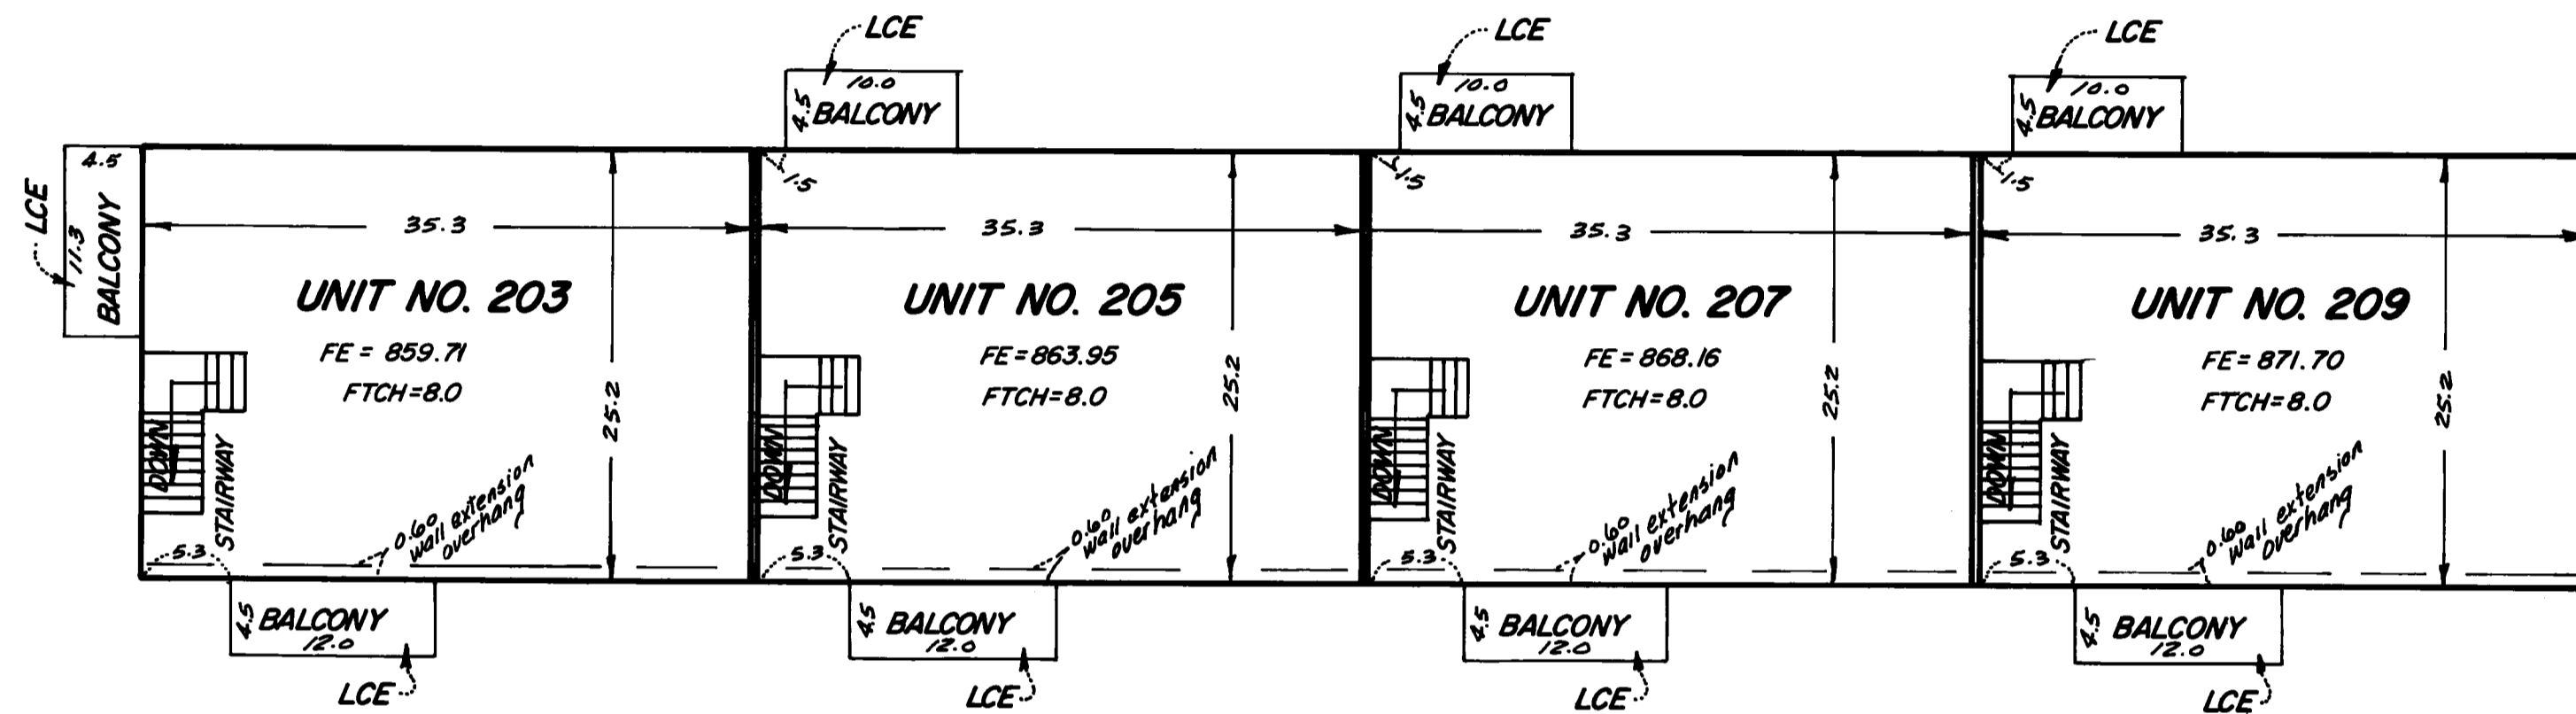 LCE
LCE
LCE
10.0
4.5
BALCONY
10.0
4.5
BALCONY
10.0
4.5
BALCONY
4.5
11.3
BALCONY
LCE
1.5
1.5
1.5
35.3
35.3
35.3
35.3
UNIT NO. 203
FE = 859.71
FTCH=8.0
25.2
DOWN
STAIRWAY
5.3
0.60
wall extension
overhang
UNIT NO. 205
FE=863.95
FTCH=8.0
25.2
DOWN
STAIRWAY
5.3
0.60
wall extension
overhang
UNIT NO. 207
FE=868.16
FTCH=8.0
25.2
DOWN
STAIRWAY
5.3
0.60
wall extension
overhang
UNIT NO. 209
FE=871.70
FTCH=8.0
25.2
DOWN
STAIRWAY
5.3
0.60
wall extension
overhang
4.5
BALCONY
12.0
LCE
4.5
BALCONY
12.0
LCE
4.5
BALCONY
12.0
LCE
4.5
BALCONY
12.0
LCE